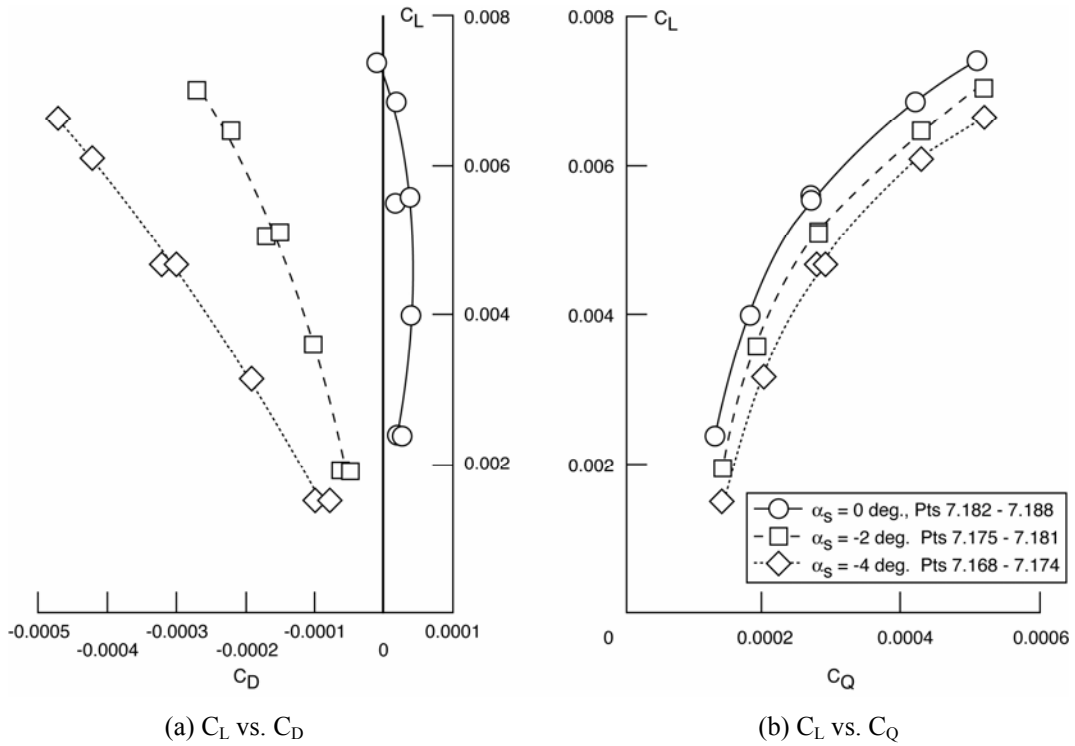 C_L
0.008
0.006
0.004
0.002
-0.0005
-0.0003
-0.0001
0.0001
-0.0004
-0.0002
0
C_D
(a) C_L vs. C_D
0.008
C_L
0.006
0.004
0.002
α_s = 0 deg., Pts 7.182 - 7.188
α_s = -2 deg. Pts 7.175 - 7.181
α_s = -4 deg. Pts 7.168 - 7.174
0
0.0002
0.0004
0.0006
C_Q
(b) C_L vs. C_Q